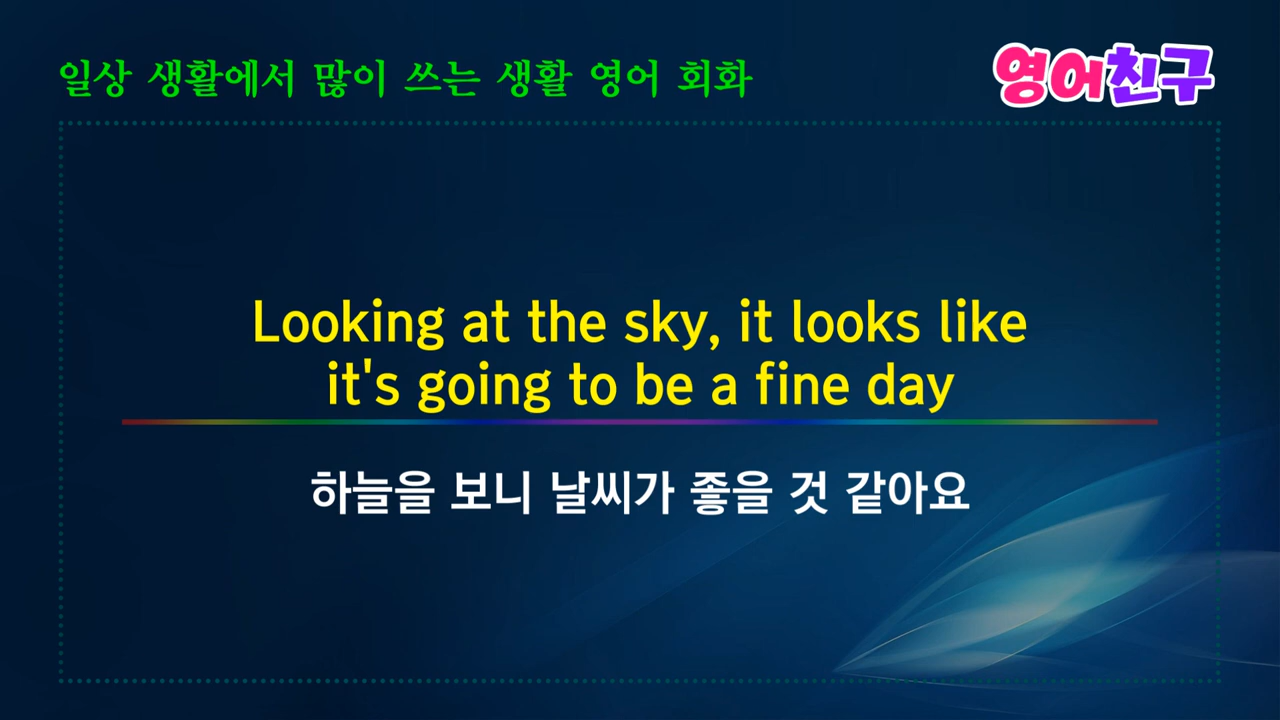 일상 생활에서 많이 쓰는 생활 영어 회화
영어친구
Looking at the sky, it looks like
it's going to be a fine day
하늘을 보니 날씨가 좋을 것 같아요